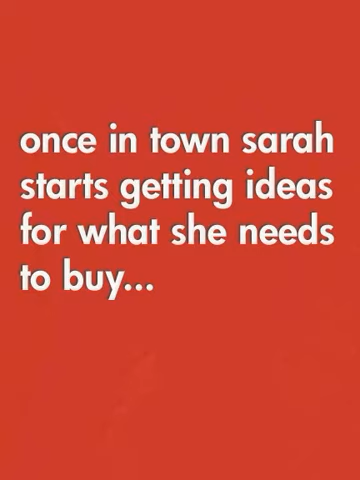 once in town sarah
starts getting ideas
for what she needs
to buy...